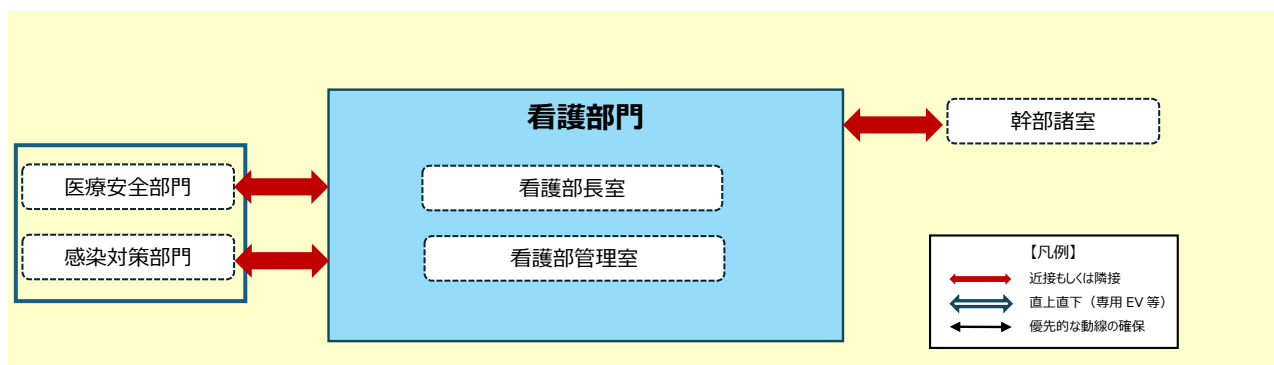 看護部門
幹部諸室
医療安全部門
看護部長室
感染対策部門
看護部管理室
【凡例】
近接もしくは隣接
直上直下（専用 EV 等）
優先的な動線の確保